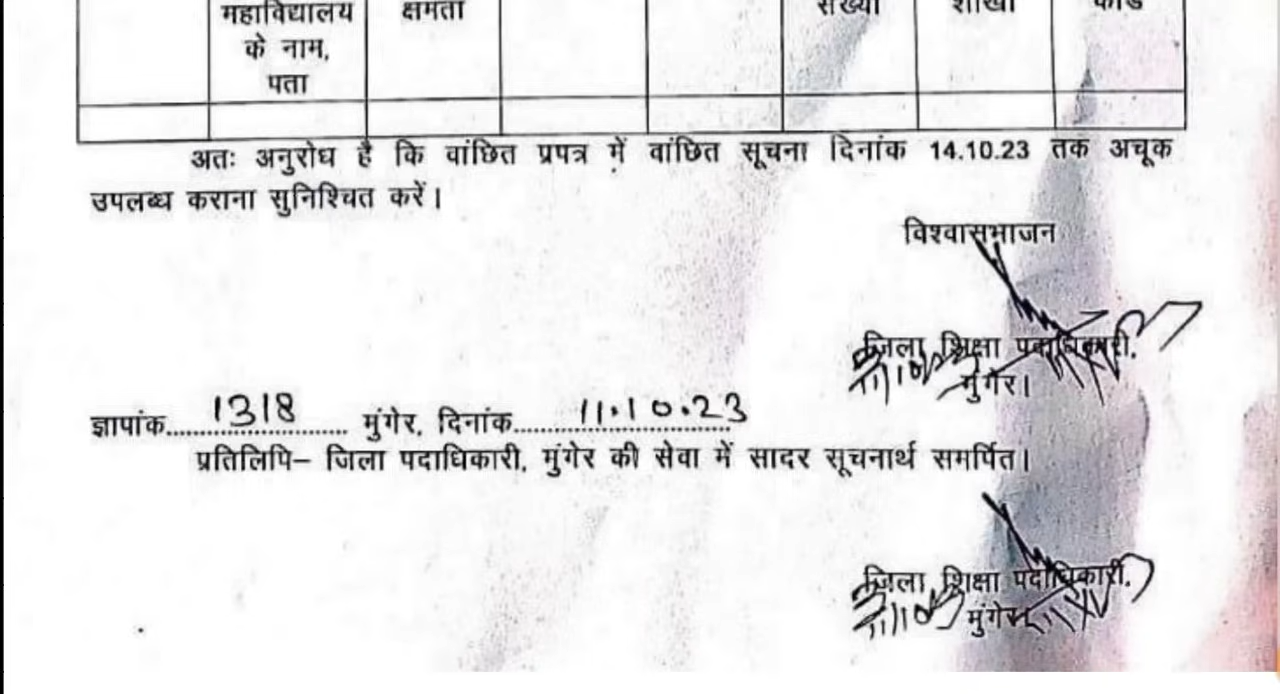 महाविद्यालय
के नाम,
पता
क्षमता
संख्या
शाखा
कोड
अतः अनुरोध है कि वांछित प्रपत्र में वांछित सूचना दिनांक 14.10.23 तक अचूक
उपलब्ध कराना सुनिश्चित करें।
विश्वासभाजन
जिला शिक्षा पदाधिकारी,
मुंगेर।
ज्ञापांक..... 1318 ..... मुंगेर, दिनांक..... 11.10.23
प्रतिलिपि– जिला पदाधिकारी, मुंगेर की सेवा में सादर सूचनार्थ समर्पित।
जिला शिक्षा पदाधिकारी,
मुंगेर